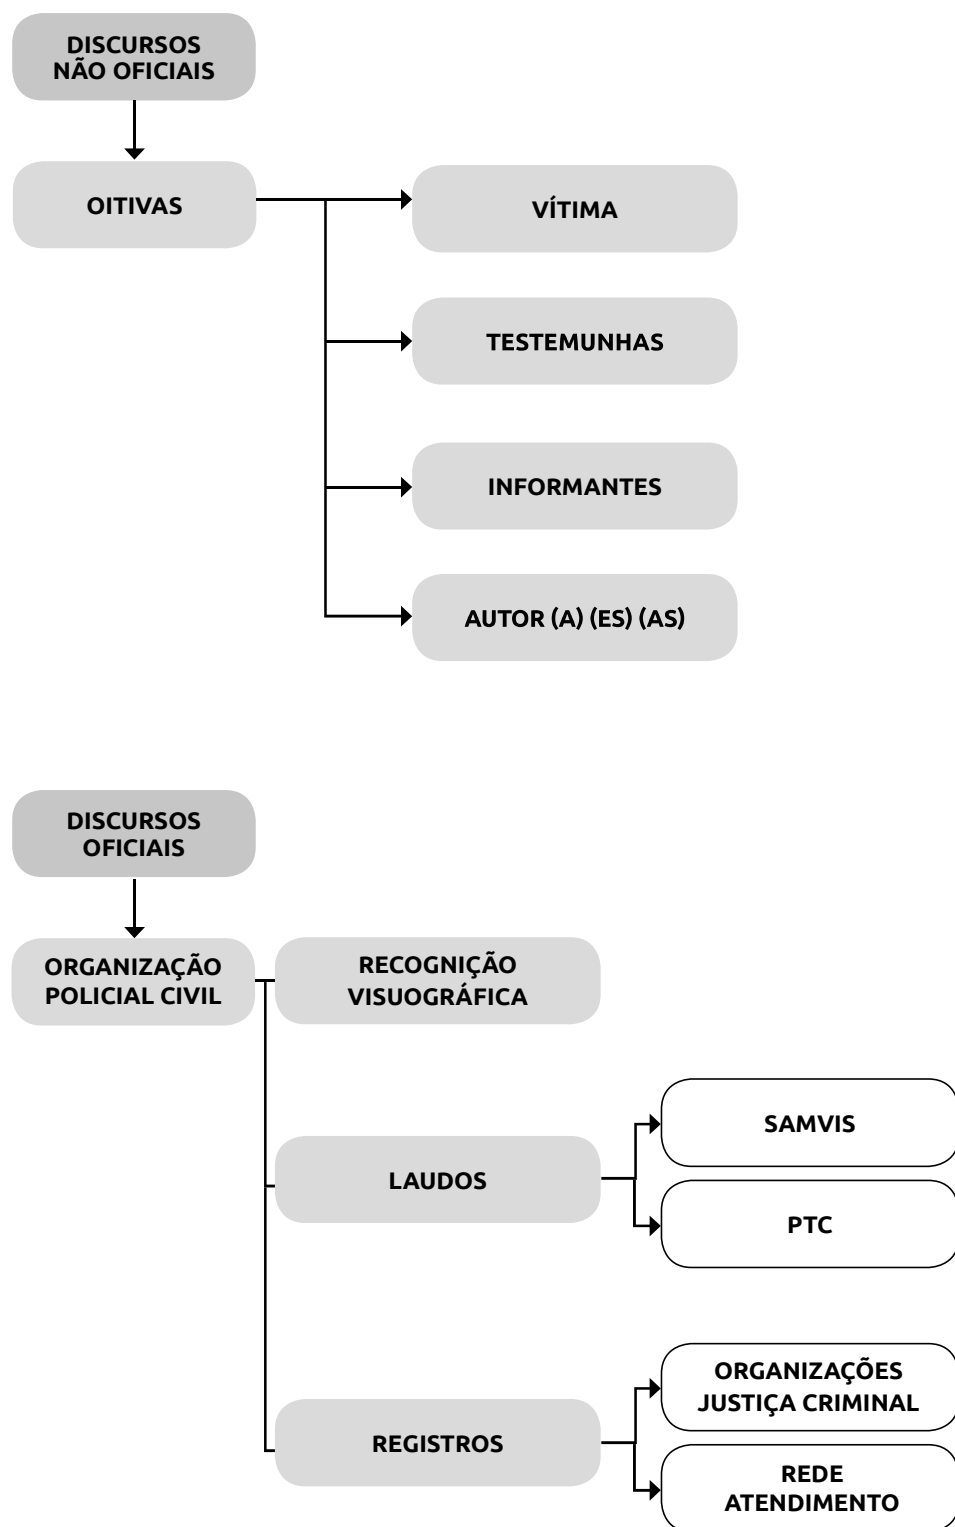 DISCURSOS
NÃO OFICIAIS
OITIVAS
VÍTIMA
TESTEMUNHAS
INFORMANTES
AUTOR (A) (ES) (AS)
DISCURSOS
OFICIAIS
ORGANIZAÇÃO
POLICIAL CIVIL
RECOGNIÇÃO
VISUOGRÁFICA
LAUDOS
SAMVIS
PTC
REGISTROS
ORGANIZAÇÕES
JUSTIÇA CRIMINAL
REDE
ATENDIMENTO